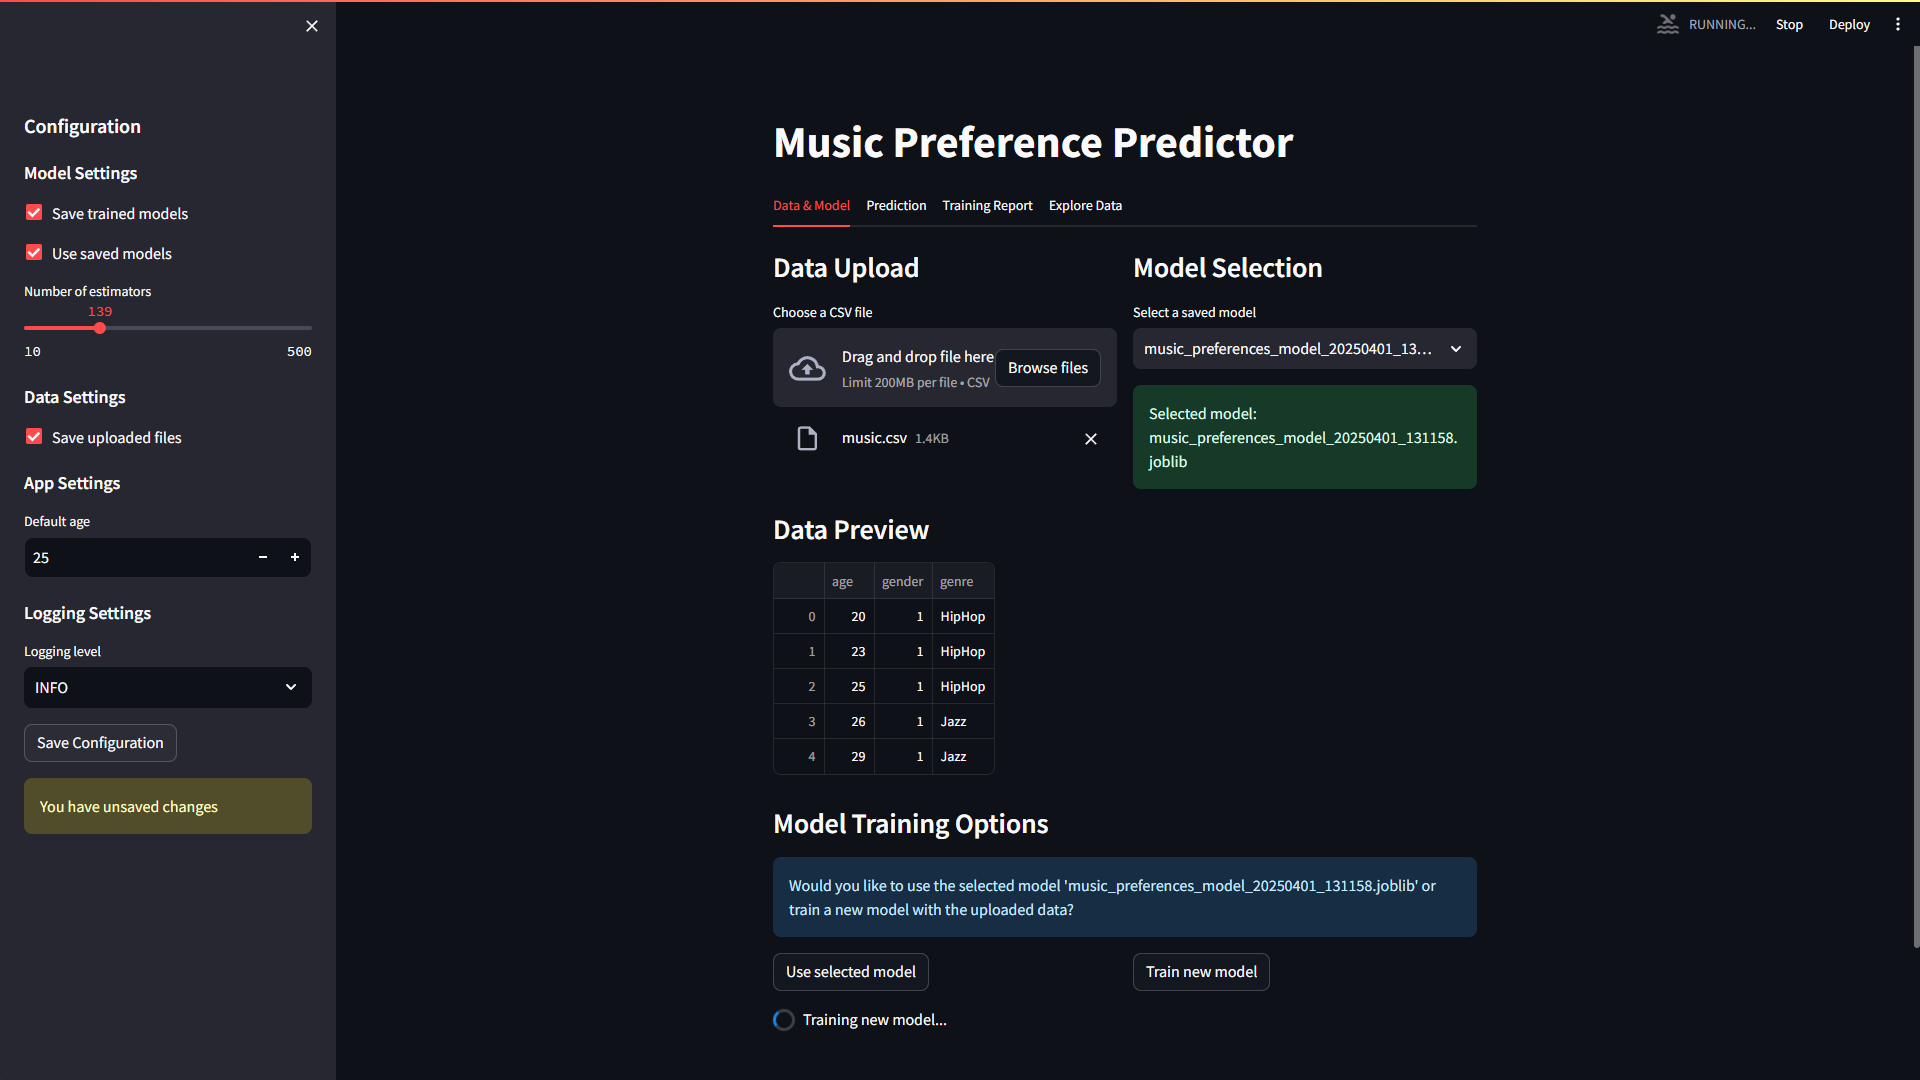 RUNNING...
Stop
Deploy
Configuration
Model Settings
Save trained models
Use saved models
Number of estimators
139
10
500
Data Settings
Save uploaded files
App Settings
Default age
25
Logging Settings
Logging level
INFO
Save Configuration
You have unsaved changes
Music Preference Predictor
Data & Model
Prediction
Training Report
Explore Data
Data Upload
Choose a CSV file
Drag and drop file here
Limit 200MB per file • CSV
Browse files
music.csv 1.4KB
Model Selection
Select a saved model
music_preferences_model_20250401_13...
Selected model:
music_preferences_model_20250401_131158.
joblib
Data Preview
age gender genre
0 20 1 HipHop
1 23 1 HipHop
2 25 1 HipHop
3 26 1 Jazz
4 29 1 Jazz
Model Training Options
Would you like to use the selected model 'music_preferences_model_20250401_131158.joblib' or
train a new model with the uploaded data?
Use selected model
Train new model
Training new model...